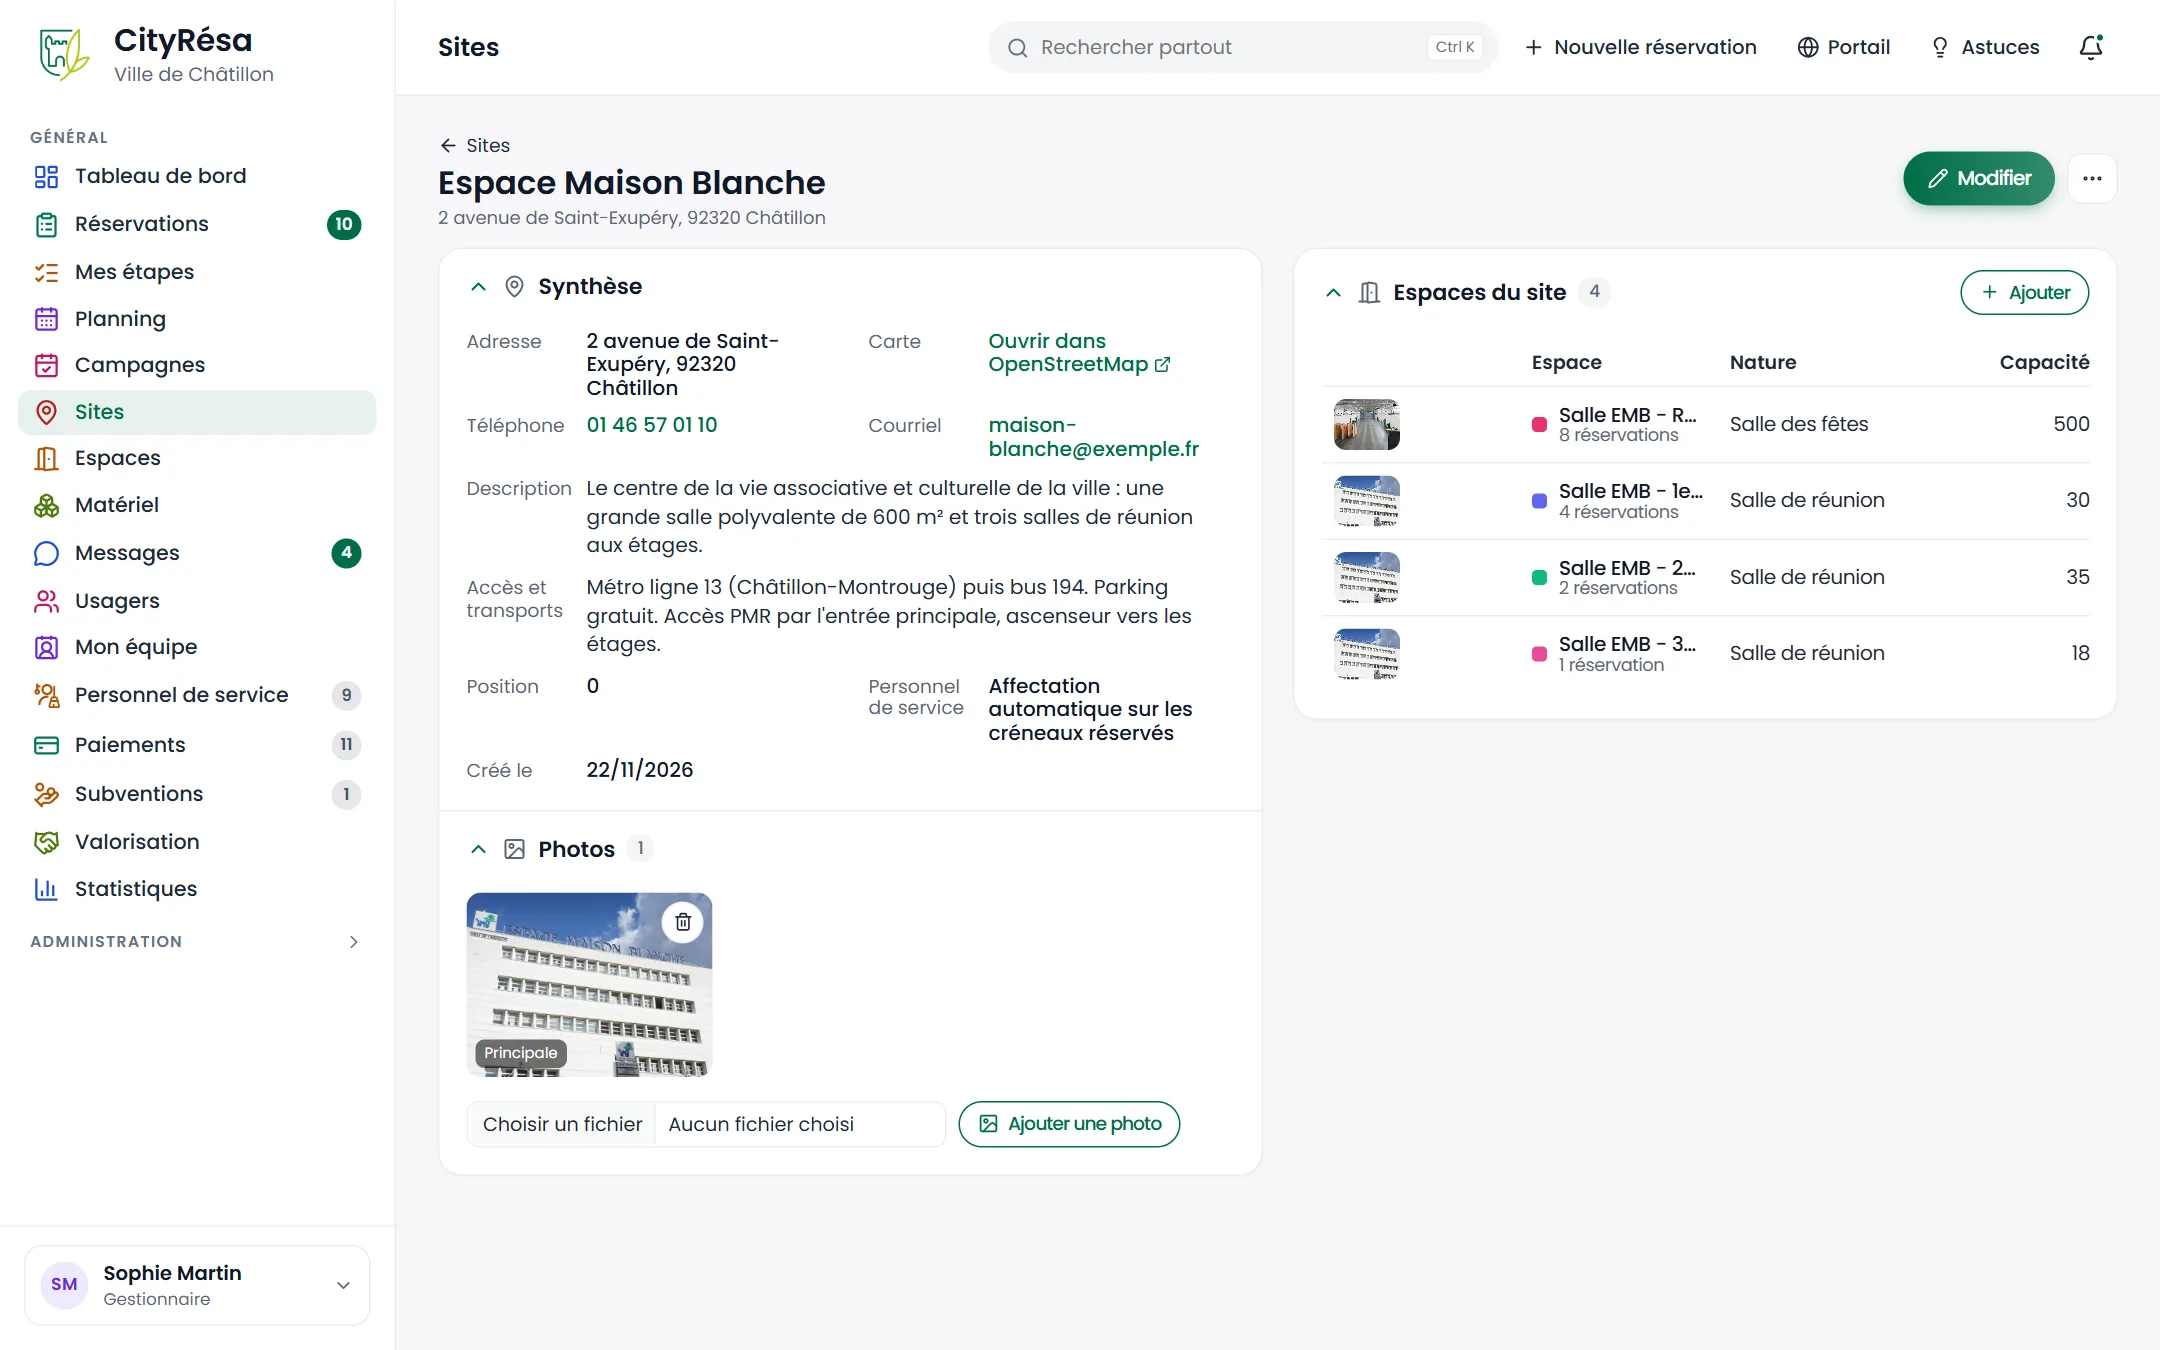 CityRésa
Ville de Châtillon
GÉNÉRAL
Tableau de bord
Réservations
10
Mes étapes
Planning
Campagnes
Sites
Espaces
Matériel
Messages
4
Usagers
Mon équipe
Personnel de service
9
Paiements
11
Subventions
1
Valorisation
Statistiques
ADMINISTRATION
SM
Sophie Martin
Gestionnaire
Sites
Rechercher partout
Ctrl K
Nouvelle réservation
Portail
Astuces
Sites
Espace Maison Blanche
2 avenue de Saint-Exupéry, 92320 Châtillon
Modifier
Synthèse
Adresse
2 avenue de Saint-
Exupéry, 92320
Châtillon
Carte
Ouvrir dans
OpenStreetMap
Téléphone
01 46 57 01 10
Courriel
maison-
blanche@exemple.fr
Description
Le centre de la vie associative et culturelle de la ville : une
grande salle polyvalente de 600 m² et trois salles de réunion
aux étages.
Accès et
transports
Métro ligne 13 (Châtillon-Montrouge) puis bus 194. Parking
gratuit. Accès PMR par l'entrée principale, ascenseur vers les
étages.
Position
0
Personnel
de service
Affectation
automatique sur les
créneaux réservés
Créé le
22/11/2026
Photos
1
ESPACE MAISON BLANCHE
Principale
Choisir un fichier
Aucun fichier choisi
Ajouter une photo
Espaces du site
4
Ajouter
Espace
Nature
Capacité
Salle EMB - R...
8 réservations
Salle des fêtes
500
Salle EMB - 1e...
4 réservations
Salle de réunion
30
Salle EMB - 2...
2 réservations
Salle de réunion
35
Salle EMB - 3...
1 réservation
Salle de réunion
18